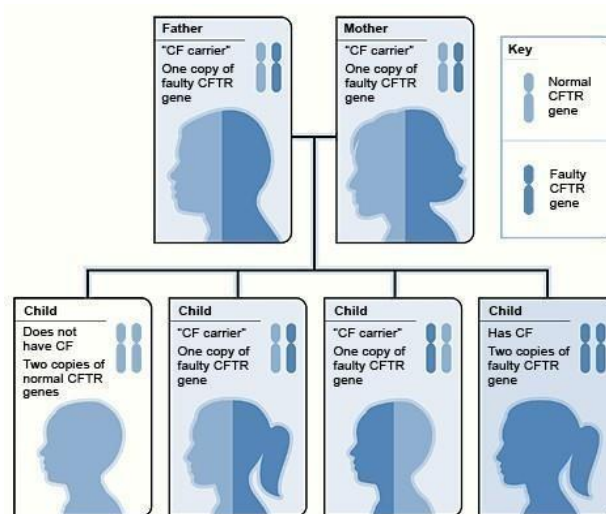 Father
"CF carrier"
One copy of
faulty CFTR
gene
Mother
"CF carrier"
One copy of
faulty CFTR
gene
Key
Normal
CFTR
gene
Faulty
CFTR
gene
Child
Does not
have CF
Two copies of
normal CFTR
genes
Child
"CF carrier"
One copy of
faulty CFTR
gene
Child
"CF carrier"
One copy of
faulty CFTR
gene
Child
Has CF
Two copies of
faulty CFTR
gene